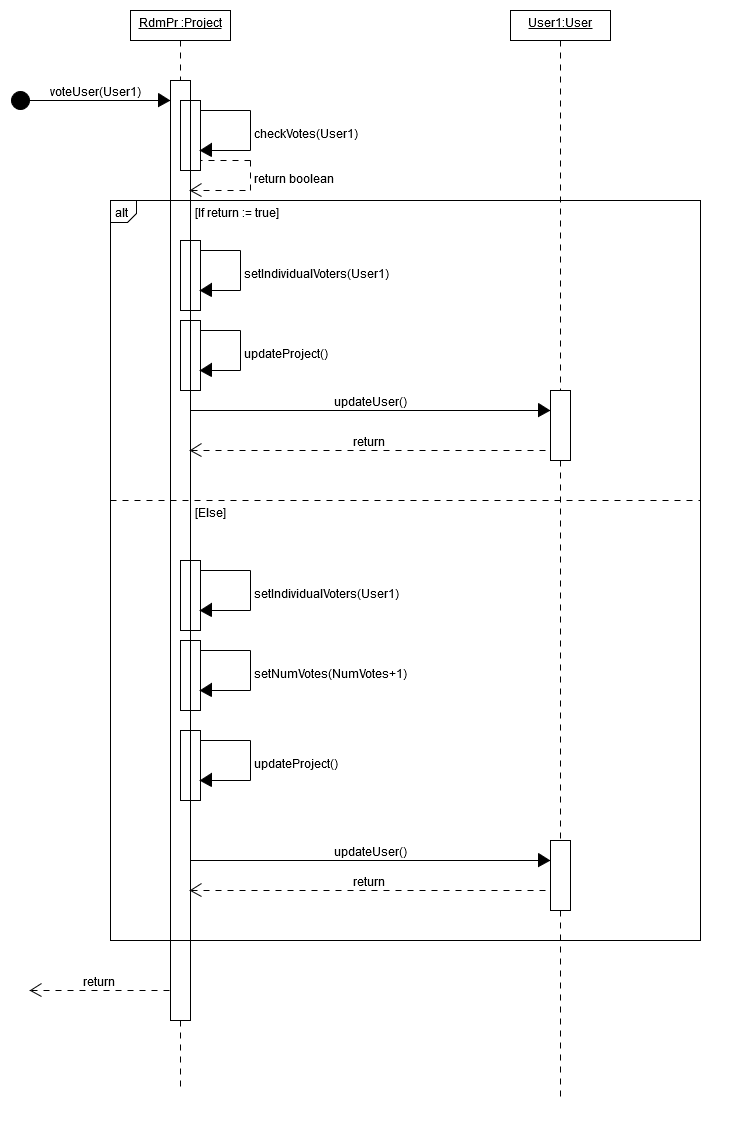 RdmPr :Project
User1:User
voteUser(User1)
checkVotes(User1)
return boolean
alt
[If return := true]
setIndividualVoters(User1)
updateProject()
updateUser()
return
[Else]
setIndividualVoters(User1)
setNumVotes(NumVotes+1)
updateProject()
updateUser()
return
return